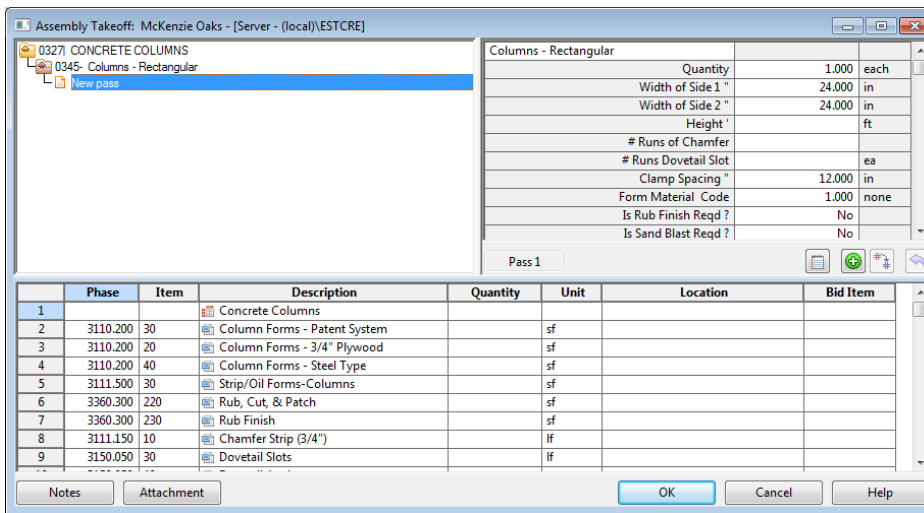 Assembly Takeoff: McKenzie Oaks - [Server - (local)\ESTCRE]
0327| CONCRETE COLUMNS
0345- Columns - Rectangular
New pass
Columns - Rectangular
Quantity 1.000 each
Width of Side 1 " 24.000 in
Width of Side 2 " 24.000 in
Height ' ft
# Runs of Chamfer
# Runs Dovetail Slot ea
Clamp Spacing " 12.000 in
Form Material Code 1.000 none
Is Rub Finish Reqd ? No
Is Sand Blast Reqd ? No
Pass 1
Phase Item Description Quantity Unit Location Bid Item
1 Concrete Columns
2 3110.200 30 Column Forms - Patent System sf
3 3110.200 20 Column Forms - 3/4" Plywood sf
4 3110.200 40 Column Forms - Steel Type sf
5 3111.500 30 Strip/Oil Forms-Columns sf
6 3360.300 220 Rub, Cut, & Patch sf
7 3360.300 230 Rub Finish sf
8 3111.150 10 Chamfer Strip (3/4") lf
9 3150.050 30 Dovetail Slots lf
Notes Attachment OK Cancel Help